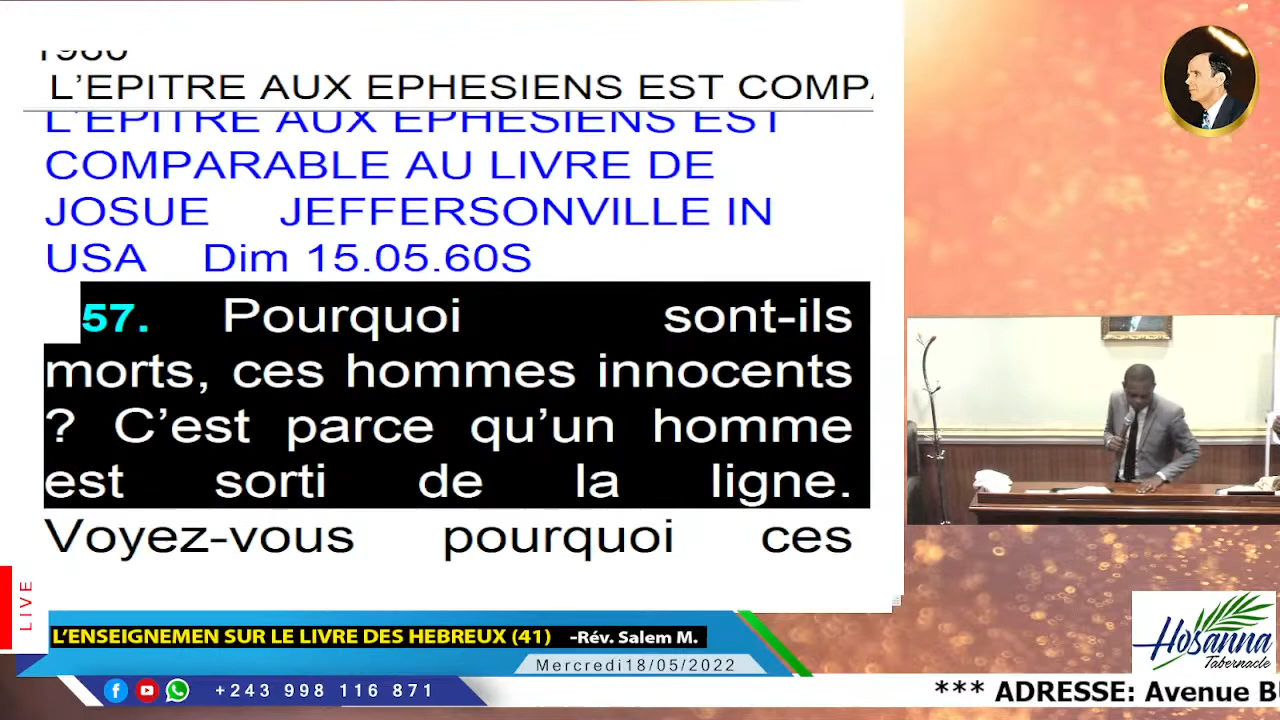 L'EPITRE AUX EPHESIENS EST COMPA
L'EPITRE AUX EPHESIENS EST
COMPARABLE AU LIVRE DE
JOSUE JEFFERSONVILLE IN
USA Dim 15.05.60S
57. Pourquoi sont-ils
morts, ces hommes innocents
? C'est parce qu'un homme
est sorti de la ligne.
Voyez-vous pourquoi ces
LIVE
L'ENSEIGNEMEN SUR LE LIVRE DES HEBREUX (41) -Rév. Salem M.
Mercredi18/05/2022
+243 998 116 871
Hosanna
Tabernacle
*** ADRESSE: Avenue B